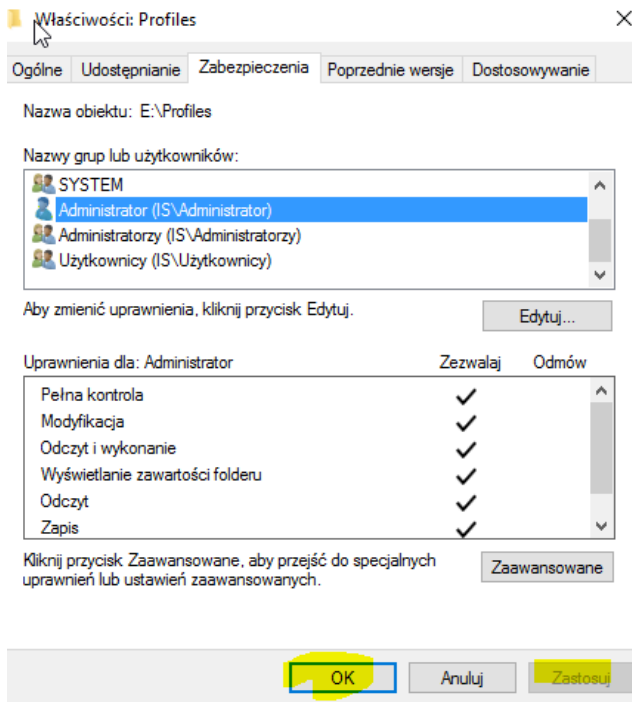 Właściwości: Profiles
Ogólne Udostępnianie Zabezpieczenia Poprzednie wersje Dostosowywanie
Nazwa obiektu: E:\Profiles
Nazwy grup lub użytkowników:
SYSTEM
Administrator (IS\Administrator)
Administratorzy (IS\Administratorzy)
Użytkownicy (IS\Użytkownicy)
Aby zmienić uprawnienia, kliknij przycisk Edytuj.
Edytuj...
Uprawnienia dla: Administrator Zezwalaj Odmów
Pełna kontrola
Modyfikacja
Odczyt i wykonanie
Wyświetlanie zawartości folderu
Odczyt
Zapis
Kliknij przycisk Zaawansowane, aby przejść do specjalnych
uprawnień lub ustawień zaawansowanych.
Zaawansowane
OK Anuluj Zastosuj